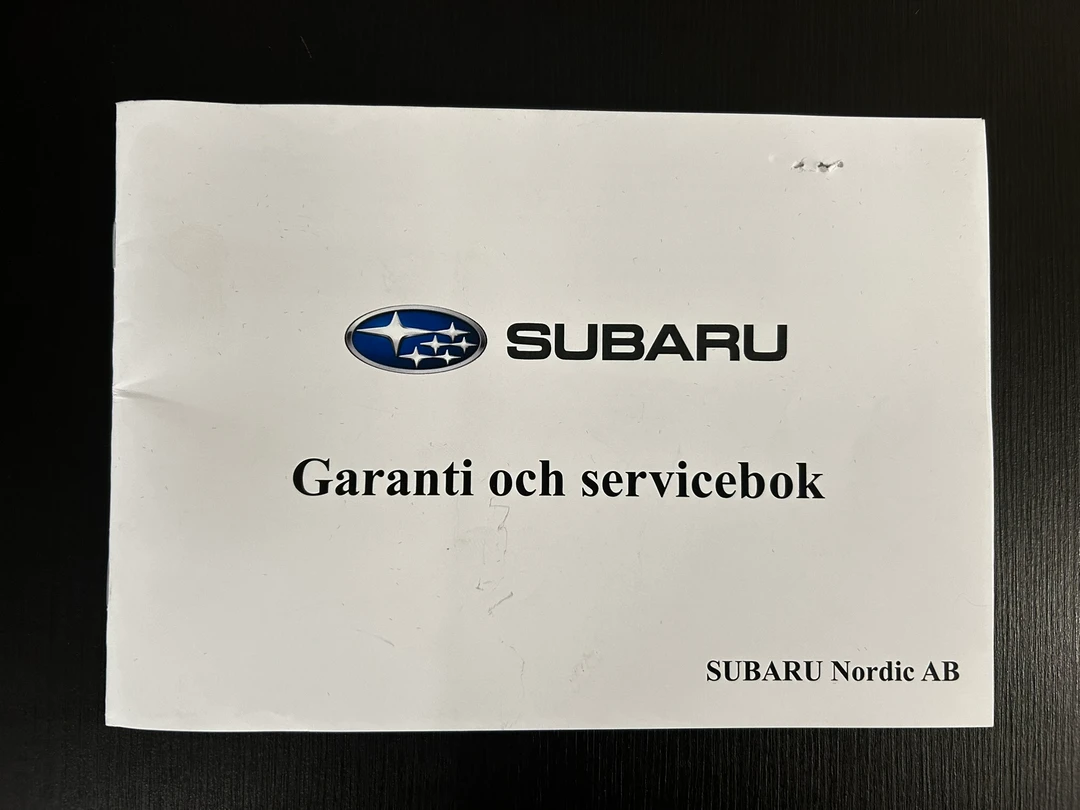 SUBARU
Garanti och servicebok
SUBARU Nordic AB